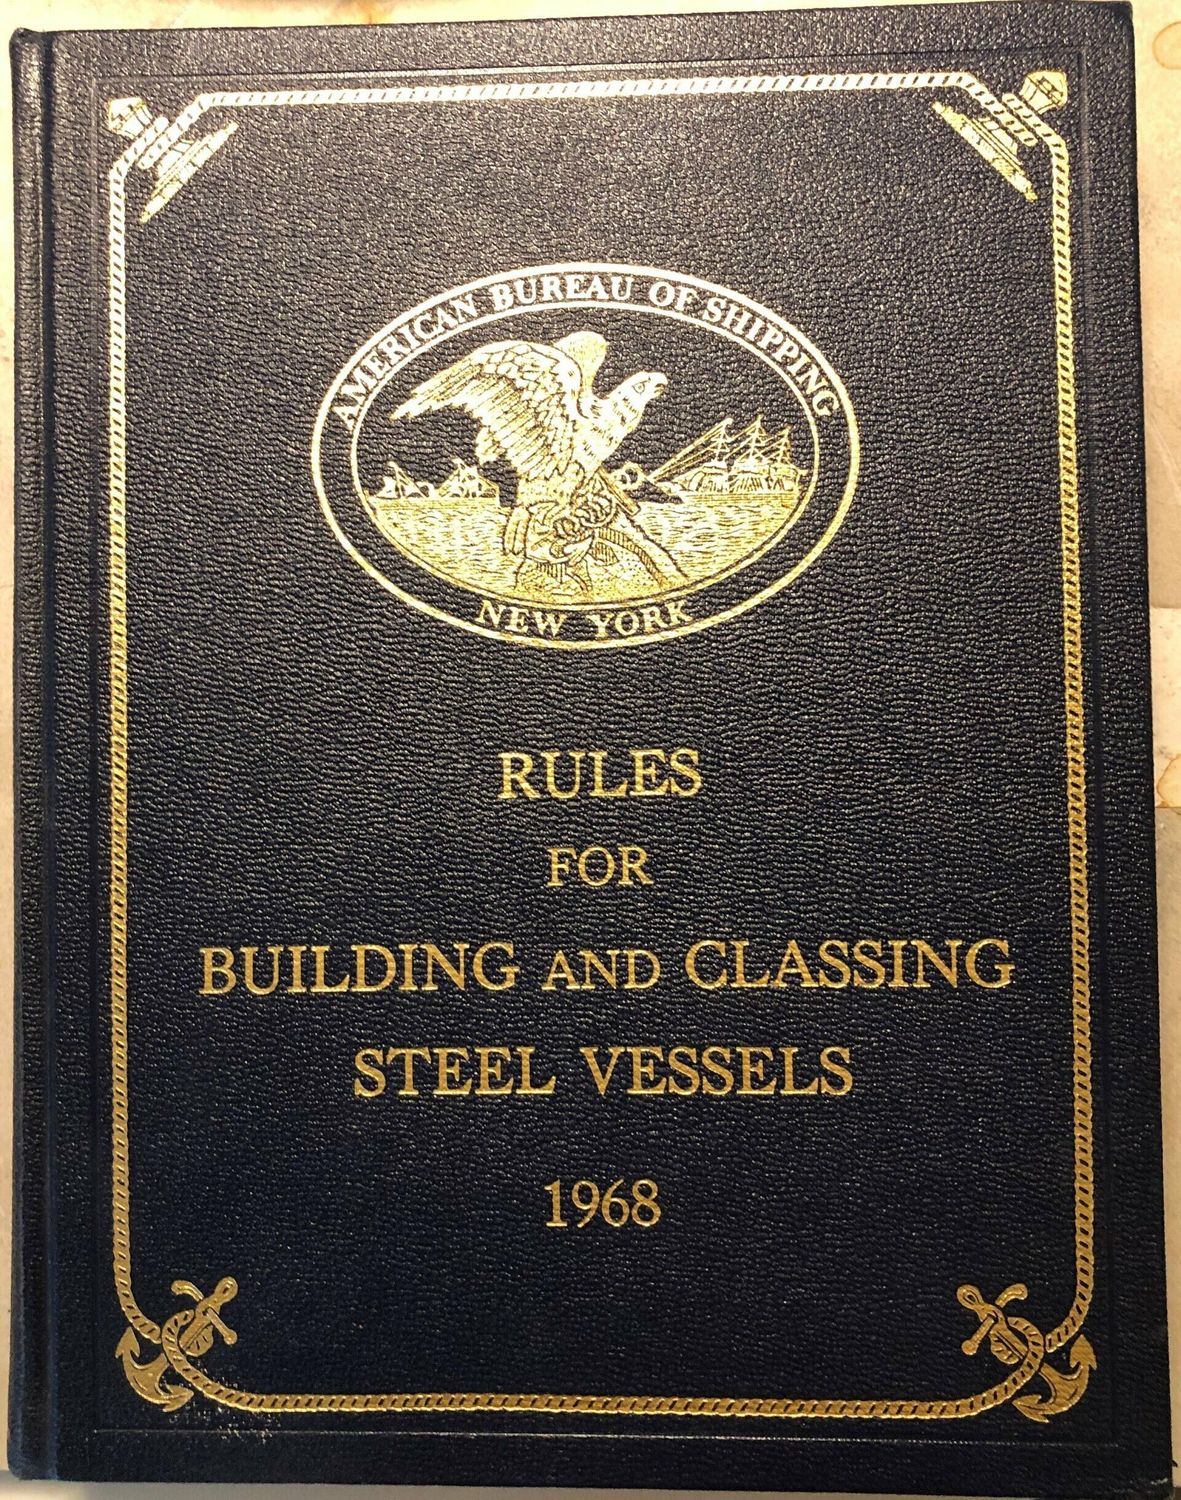 AMERICAN BUREAU OF SHIPPING
NEW YORK
RULES
FOR
BUILDING AND CLASSING
STEEL VESSELS
1968